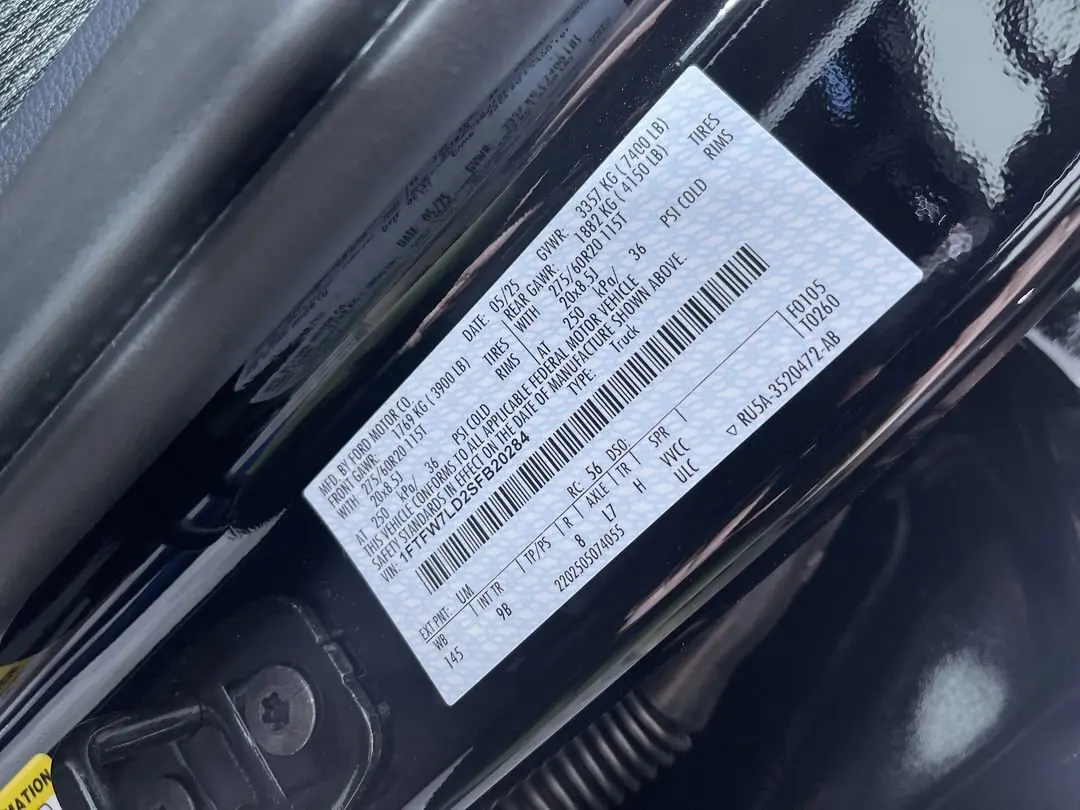 MFD. BY FORD MOTOR CO.
DATE: 05/25 GVWR: 3357 KG ( 7400 LB)
FRONT GAWR: 1769 KG ( 3900 LB) REAR GAWR: 1882 KG ( 4150 LB)
WITH 275/60R20 115T TIRES WITH 275/60R20 115T TIRES
20x8.5J RIMS 20x8.5J RIMS
AT 250 kPa/ 36 PSI COLD AT 250 kPa/ 36 PSI COLD
THIS VEHICLE CONFORMS TO ALL APPLICABLE FEDERAL MOTOR VEHICLE
SAFETY STANDARDS IN EFFECT ON THE DATE OF MANUFACTURE SHOWN ABOVE.
VIN: 1FTFW7LD2SFB20284 TYPE: Truck
EXT PNT: UM RC: 56 DSO: F0105
WB INT TR TP/PS R AXLE TR SPR T0260
145 9B 8 L7 H VVCC
2202505074055 ULC ▽ RU5A-3520472-AB
MATION